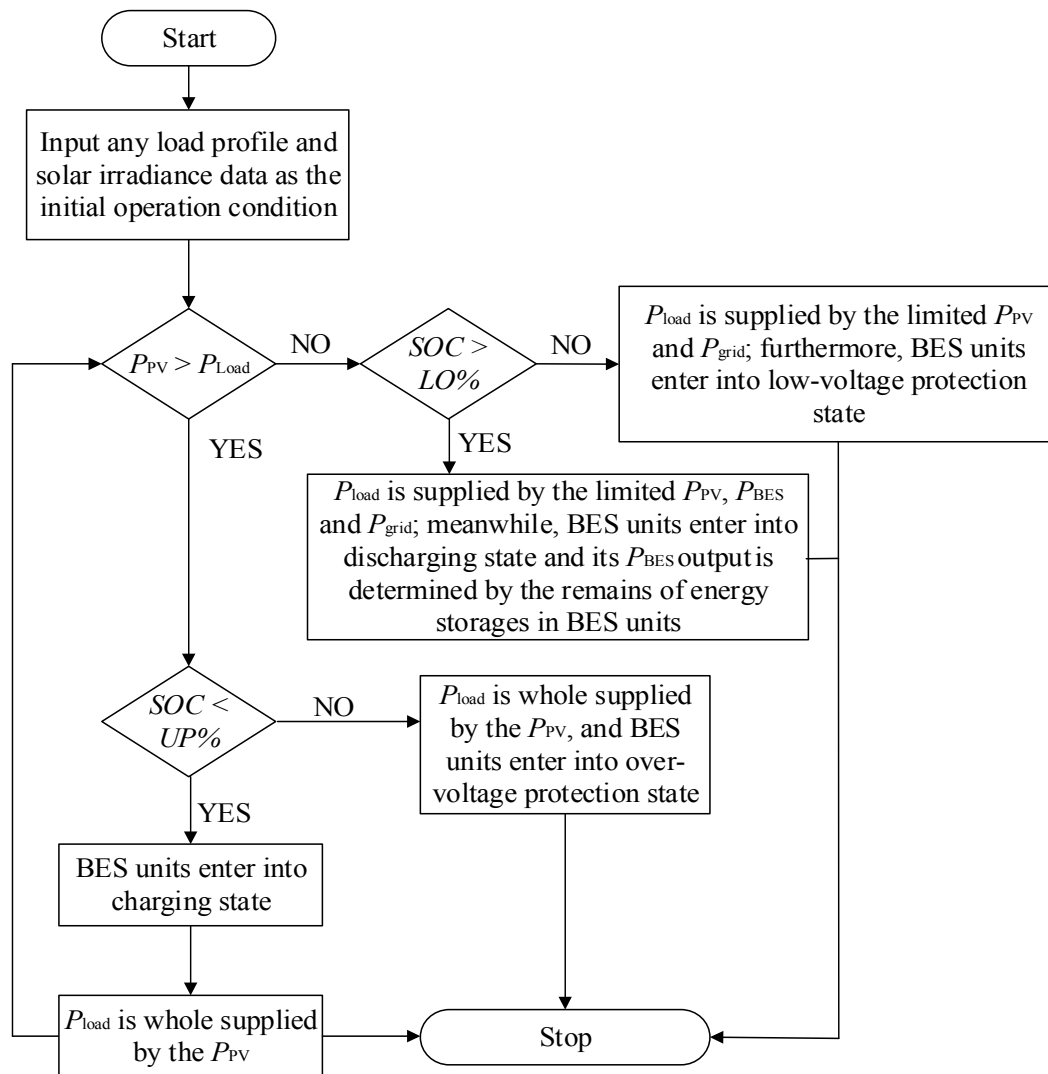 Start
Input any load profile and
solar irradiance data as the
initial operation condition
PPV > PLoad
NO
SOC >
LO%
NO
Pload is supplied by the limited PPV
and Pgrid; furthermore, BES units
enter into low-voltage protection
state
YES
YES
Pload is supplied by the limited PPV, PBES
and Pgrid; meanwhile, BES units enter into
discharging state and its PBES output is
determined by the remains of energy
storages in BES units
SOC <
UP%
NO
Pload is whole supplied
by the PPV, and BES
units enter into over-
voltage protection state
YES
BES units enter into
charging state
Pload is whole supplied
by the PPV
Stop